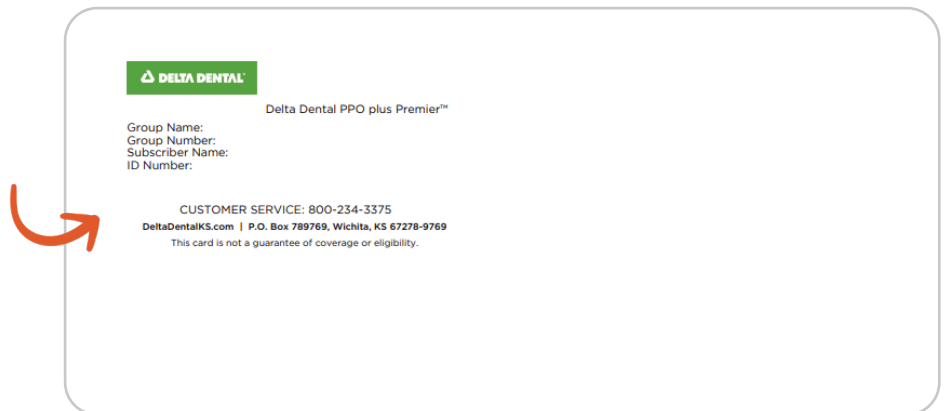 DELTA DENTAL
Delta Dental PPO plus Premier™
Group Name:
Group Number:
Subscriber Name:
ID Number:
CUSTOMER SERVICE: 800-234-3375
DeltaDentalKS.com | P.O. Box 789769, Wichita, KS 67278-9769
This card is not a guarantee of coverage or eligibility.